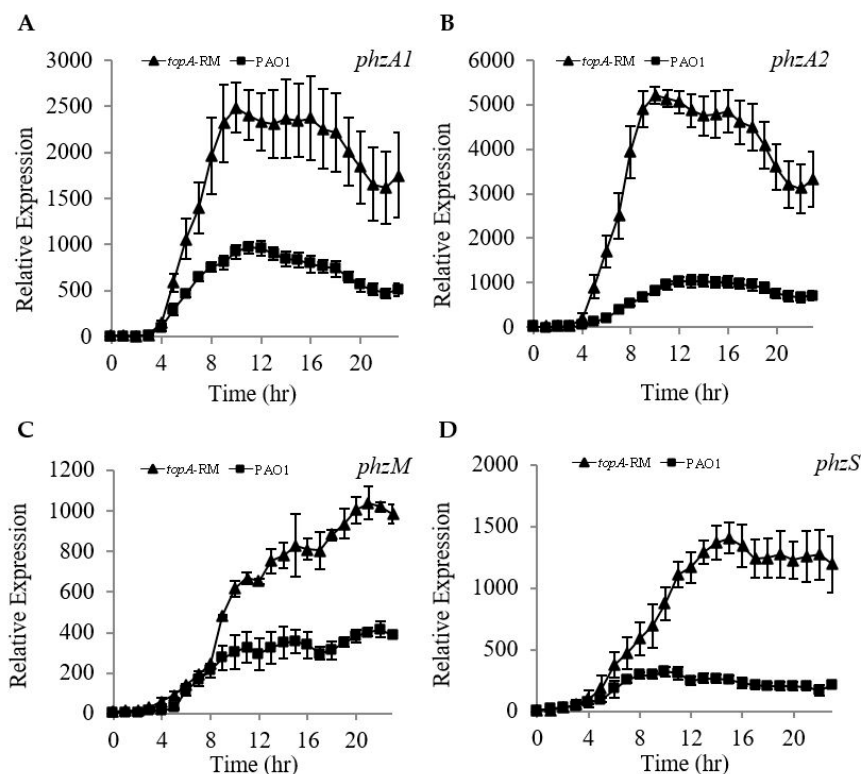 A
topA-RM PAO1
phzA1
Relative Expression
3000
2500
2000
1500
1000
500
0
0 4 8 12 16 20
Time (hr)
B
topA-RM PAO1
phzA2
Relative Expression
6000
5000
4000
3000
2000
1000
0
0 4 8 12 16 20
Time (hr)
C
topA-RM PAO1
phzM
Relative Expression
1200
1000
800
600
400
200
0
0 4 8 12 16 20
Time (hr)
D
topA-RM PAO1
phzS
Relative Expression
2000
1500
1000
500
0
0 4 8 12 16 20
Time (hr)